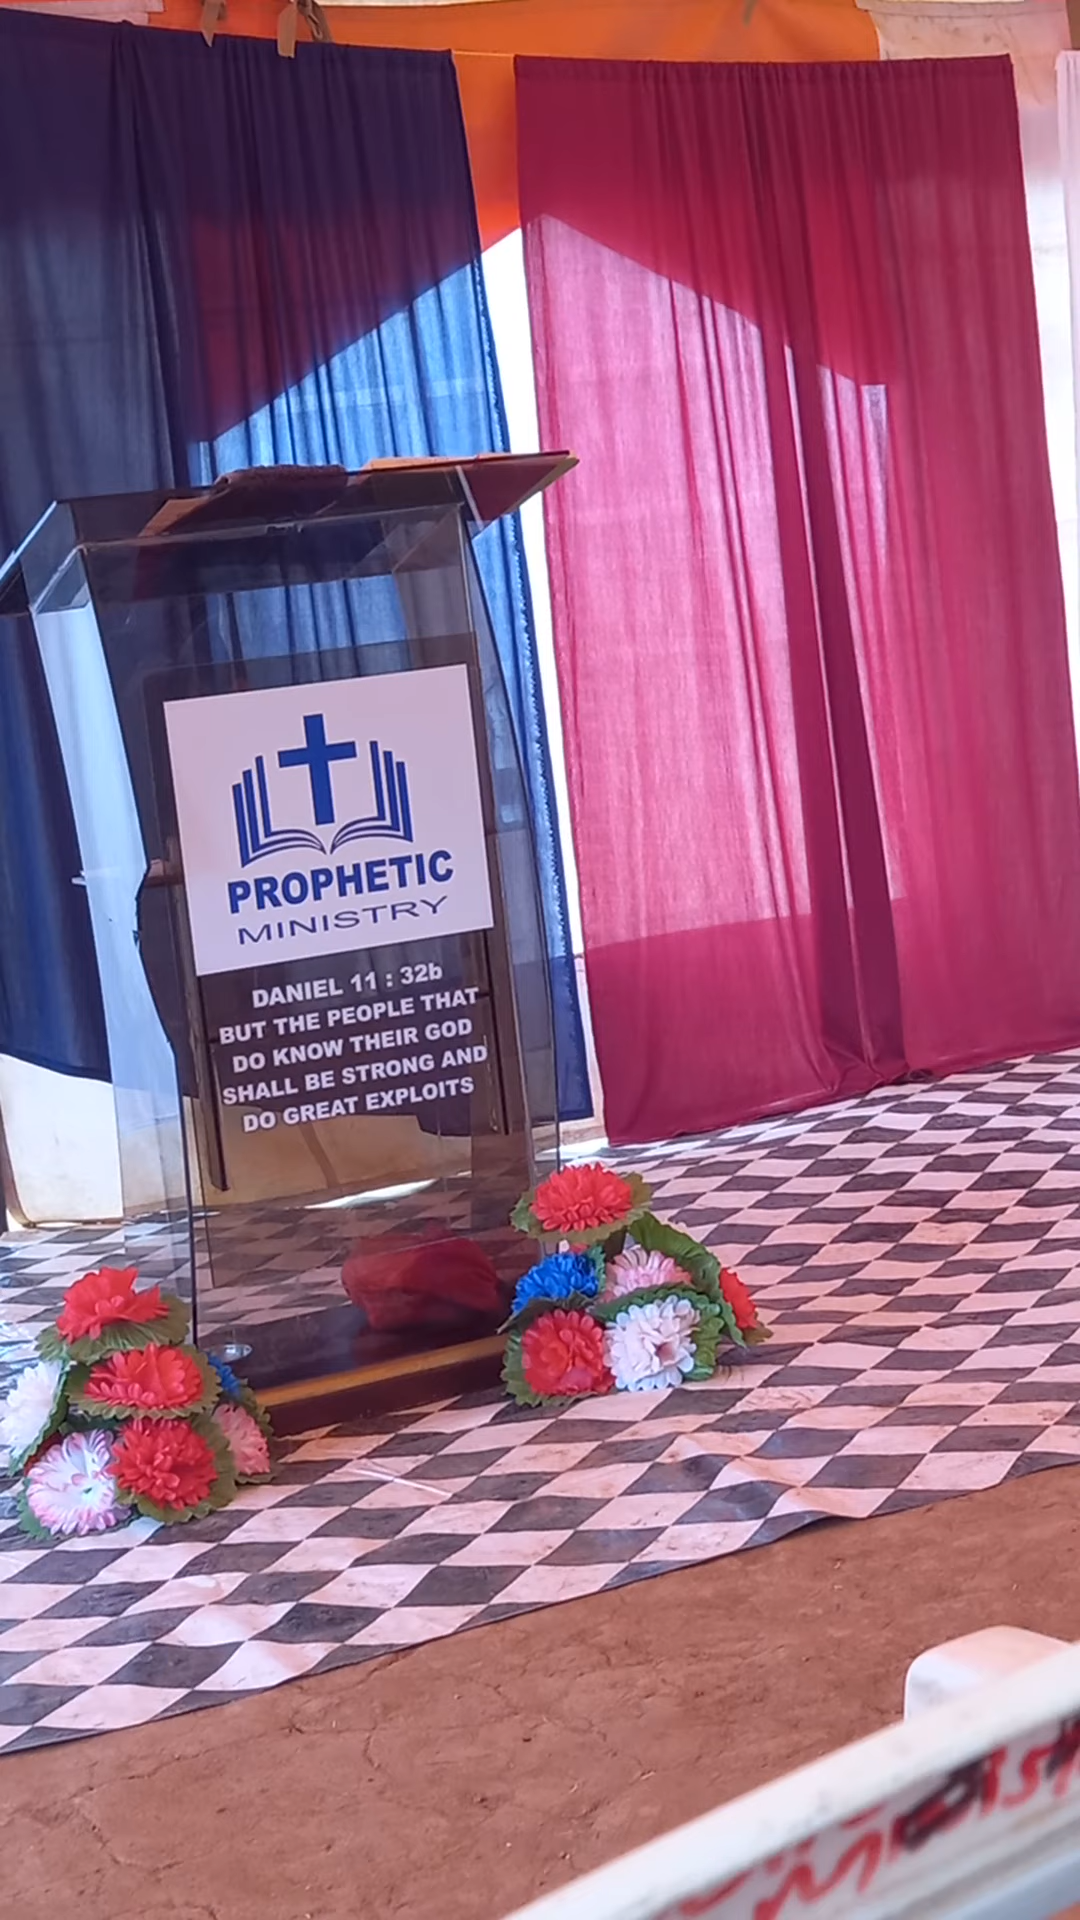 PROPHETIC
MINISTRY
DANIEL 11 : 32b
BUT THE PEOPLE THAT
DO KNOW THEIR GOD
SHALL BE STRONG AND
DO GREAT EXPLOITS